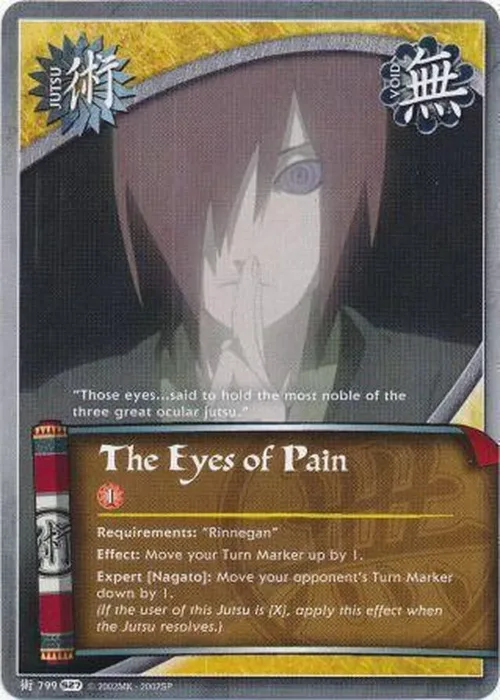 JUTSU 術
VOID 無
"Those eyes...said to hold the most noble of the
three great ocular jutsu."
The Eyes of Pain
1
Requirements: "Rinnegan"
Effect: Move your Turn Marker up by 1.
Expert [Nagato]: Move your opponent's Turn Marker
down by 1.
(If the user of this Jutsu is [X], apply this effect when
the Jutsu resolves.)
術
術 799 © 2002MK • 2007SP